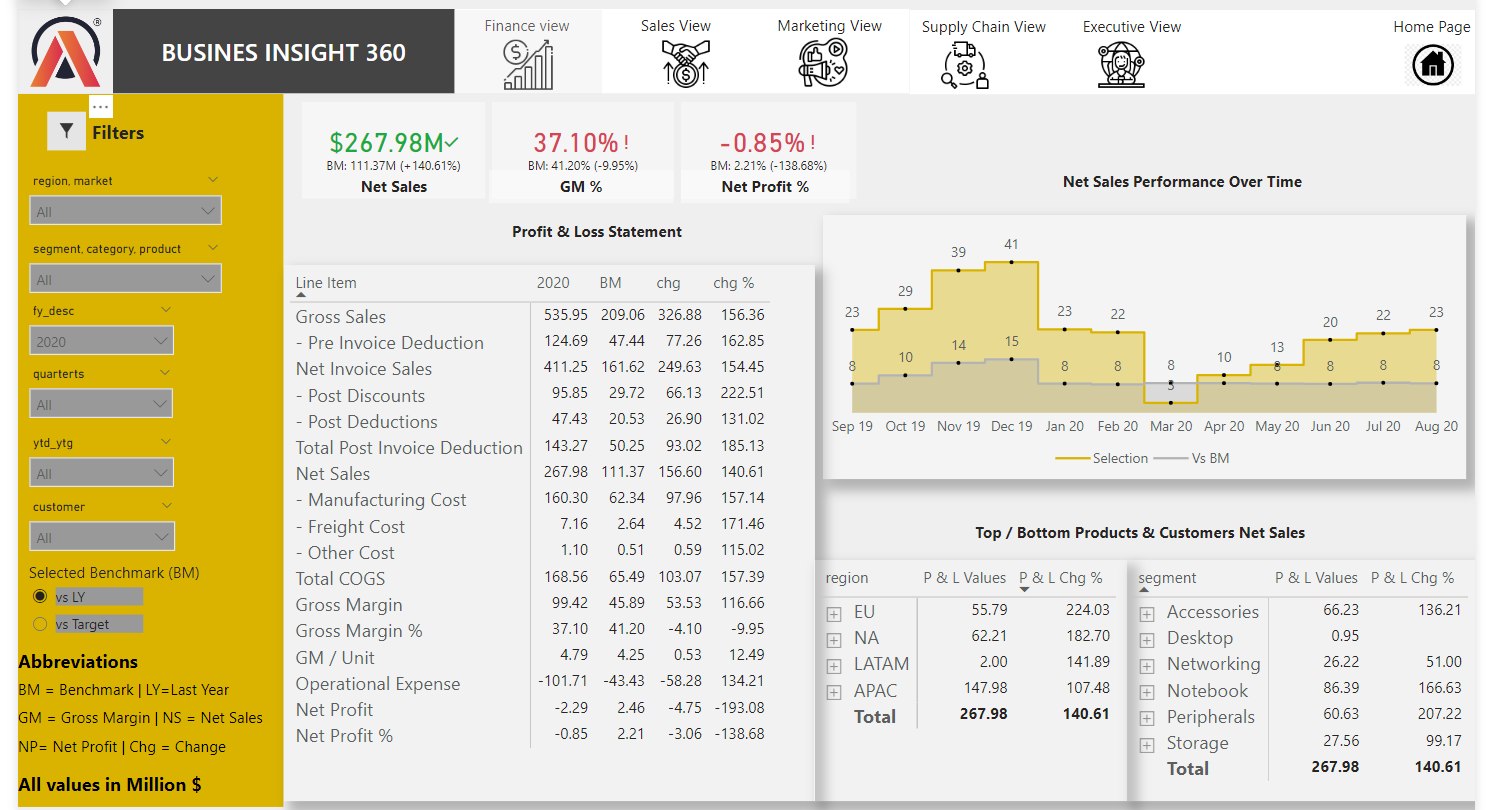 ®
BUSINES INSIGHT 360
Finance view
Sales View
Marketing View
Supply Chain View
Executive View
Home Page
...
Filters
region, market
All
segment, category, product
All
fy_desc
2020
quarterts
All
ytd_ytg
All
customer
All
Selected Benchmark (BM)
vs LY
vs Target
Abbreviations
BM = Benchmark | LY=Last Year
GM = Gross Margin | NS = Net Sales
NP= Net Profit | Chg = Change
All values in Million $
$267.98M
BM: 111.37M (+140.61%)
Net Sales
37.10% !
BM: 41.20% (-9.95%)
GM %
-0.85% !
BM: 2.21% (-138.68%)
Net Profit %
Profit & Loss Statement
Line Item 2020 BM chg chg %
Gross Sales 535.95 209.06 326.88 156.36
- Pre Invoice Deduction 124.69 47.44 77.26 162.85
Net Invoice Sales 411.25 161.62 249.63 154.45
- Post Discounts 95.85 29.72 66.13 222.51
- Post Deductions 47.43 20.53 26.90 131.02
Total Post Invoice Deduction 143.27 50.25 93.02 185.13
Net Sales 267.98 111.37 156.60 140.61
- Manufacturing Cost 160.30 62.34 97.96 157.14
- Freight Cost 7.16 2.64 4.52 171.46
- Other Cost 1.10 0.51 0.59 115.02
Total COGS 168.56 65.49 103.07 157.39
Gross Margin 99.42 45.89 53.53 116.66
Gross Margin % 37.10 41.20 -4.10 -9.95
GM / Unit 4.79 4.25 0.53 12.49
Operational Expense -101.71 -43.43 -58.28 134.21
Net Profit -2.29 2.46 -4.75 -193.08
Net Profit % -0.85 2.21 -3.06 -138.68
Net Sales Performance Over Time
23 29 39 41 23 22 3 10 13 20 22 23
8 10 14 15 8 8 8 8 8 8 8
Sep 19 Oct 19 Nov 19 Dec 19 Jan 20 Feb 20 Mar 20 Apr 20 May 20 Jun 20 Jul 20 Aug 20
Selection Vs BM
Top / Bottom Products & Customers Net Sales
region P & L Values P & L Chg %
EU 55.79 224.03
NA 62.21 182.70
LATAM 2.00 141.89
APAC 147.98 107.48
Total 267.98 140.61
segment P & L Values P & L Chg %
Accessories 66.23 136.21
Desktop 0.95
Networking 26.22 51.00
Notebook 86.39 166.63
Peripherals 60.63 207.22
Storage 27.56 99.17
Total 267.98 140.61